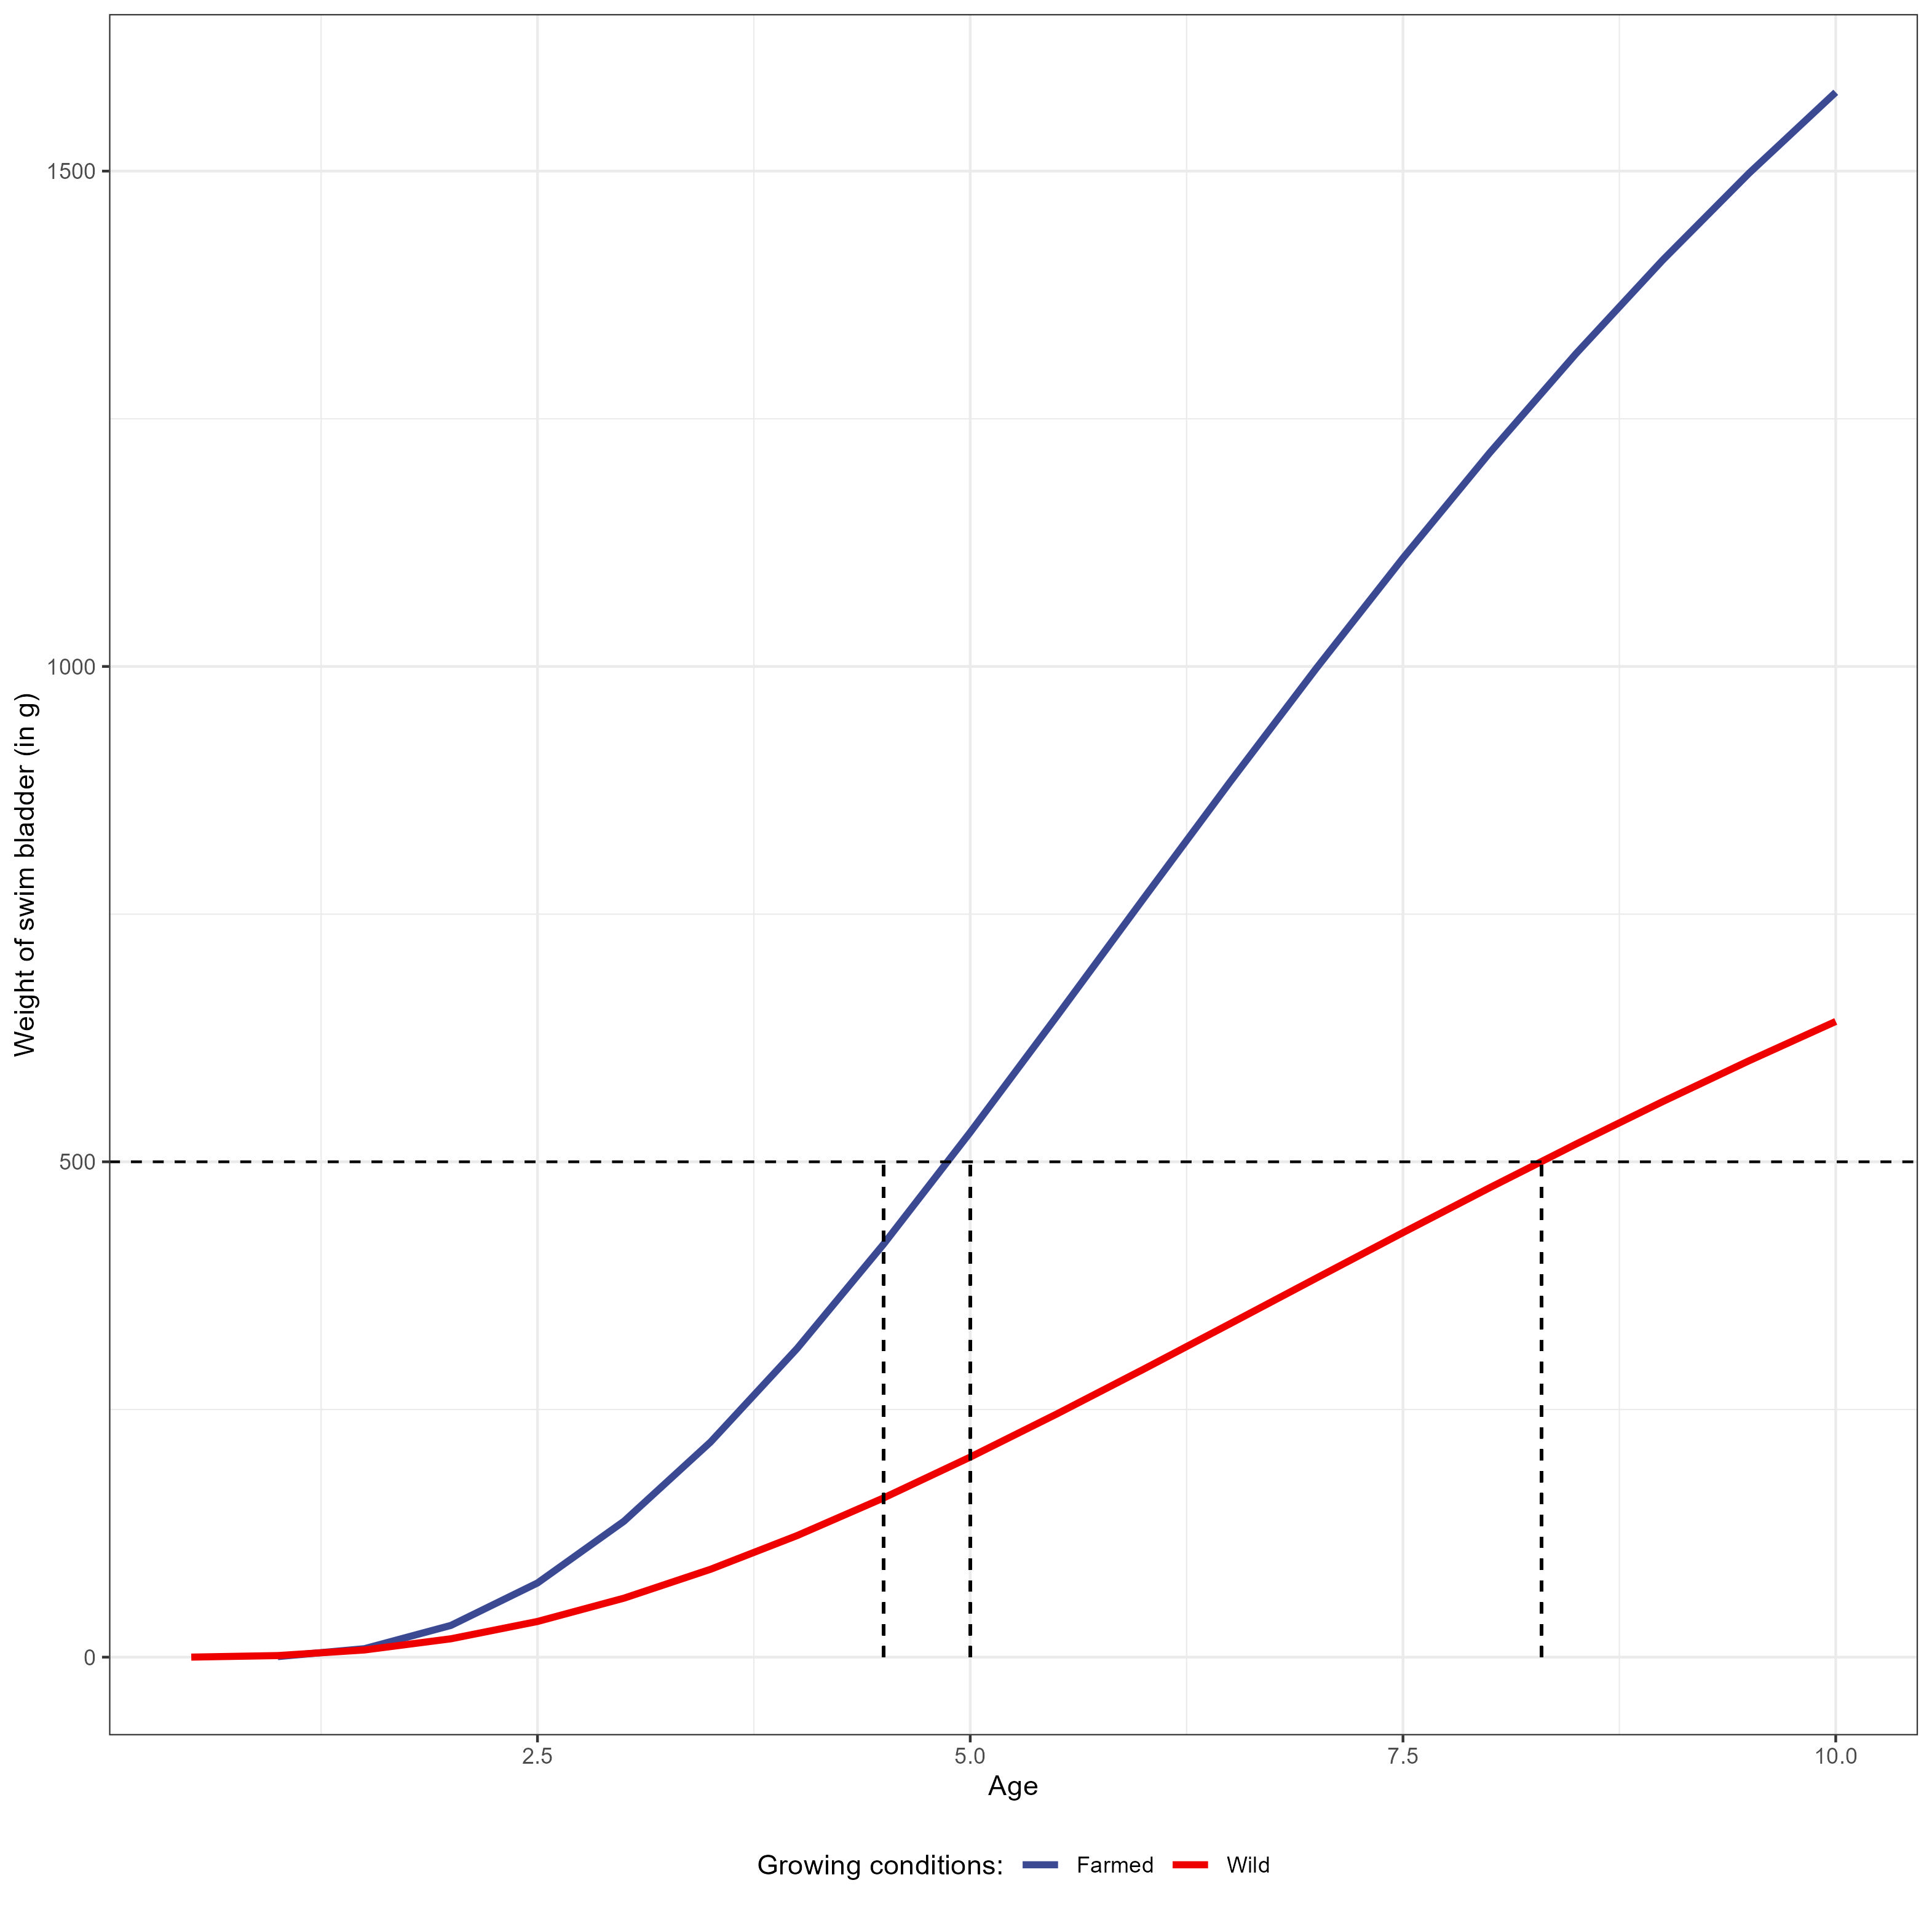 Weight of swim bladder (in g)
1500
1000
500
0
2.5 5.0 7.5 10.0
Age
Growing conditions: Farmed Wild